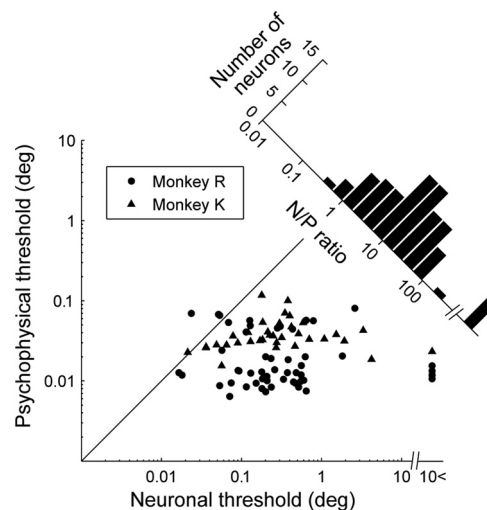 Number of
neurons
15
10
5
0
0.01
0.1
1
10
100
N/P ratio
Monkey R
Monkey K
Psychophysical threshold (deg)
10
1
0.1
0.01
0.01
0.1
1
10
10<
Neuronal threshold (deg)